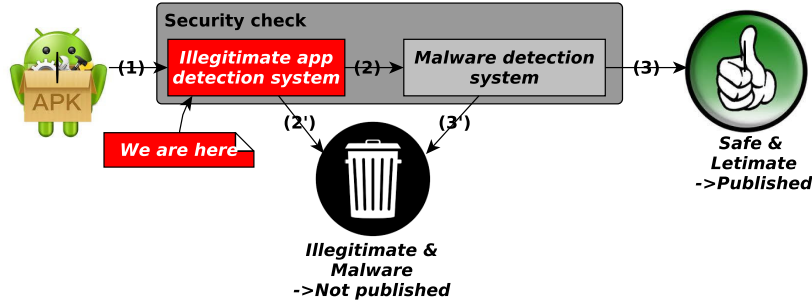 Security check
APK
(1)
Illegitimate app
detection system
(2)
Malware detection
system
(3)
(2')
(3')
We are here
Safe &
Letimate
->Published
Illegitimate &
Malware
->Not published